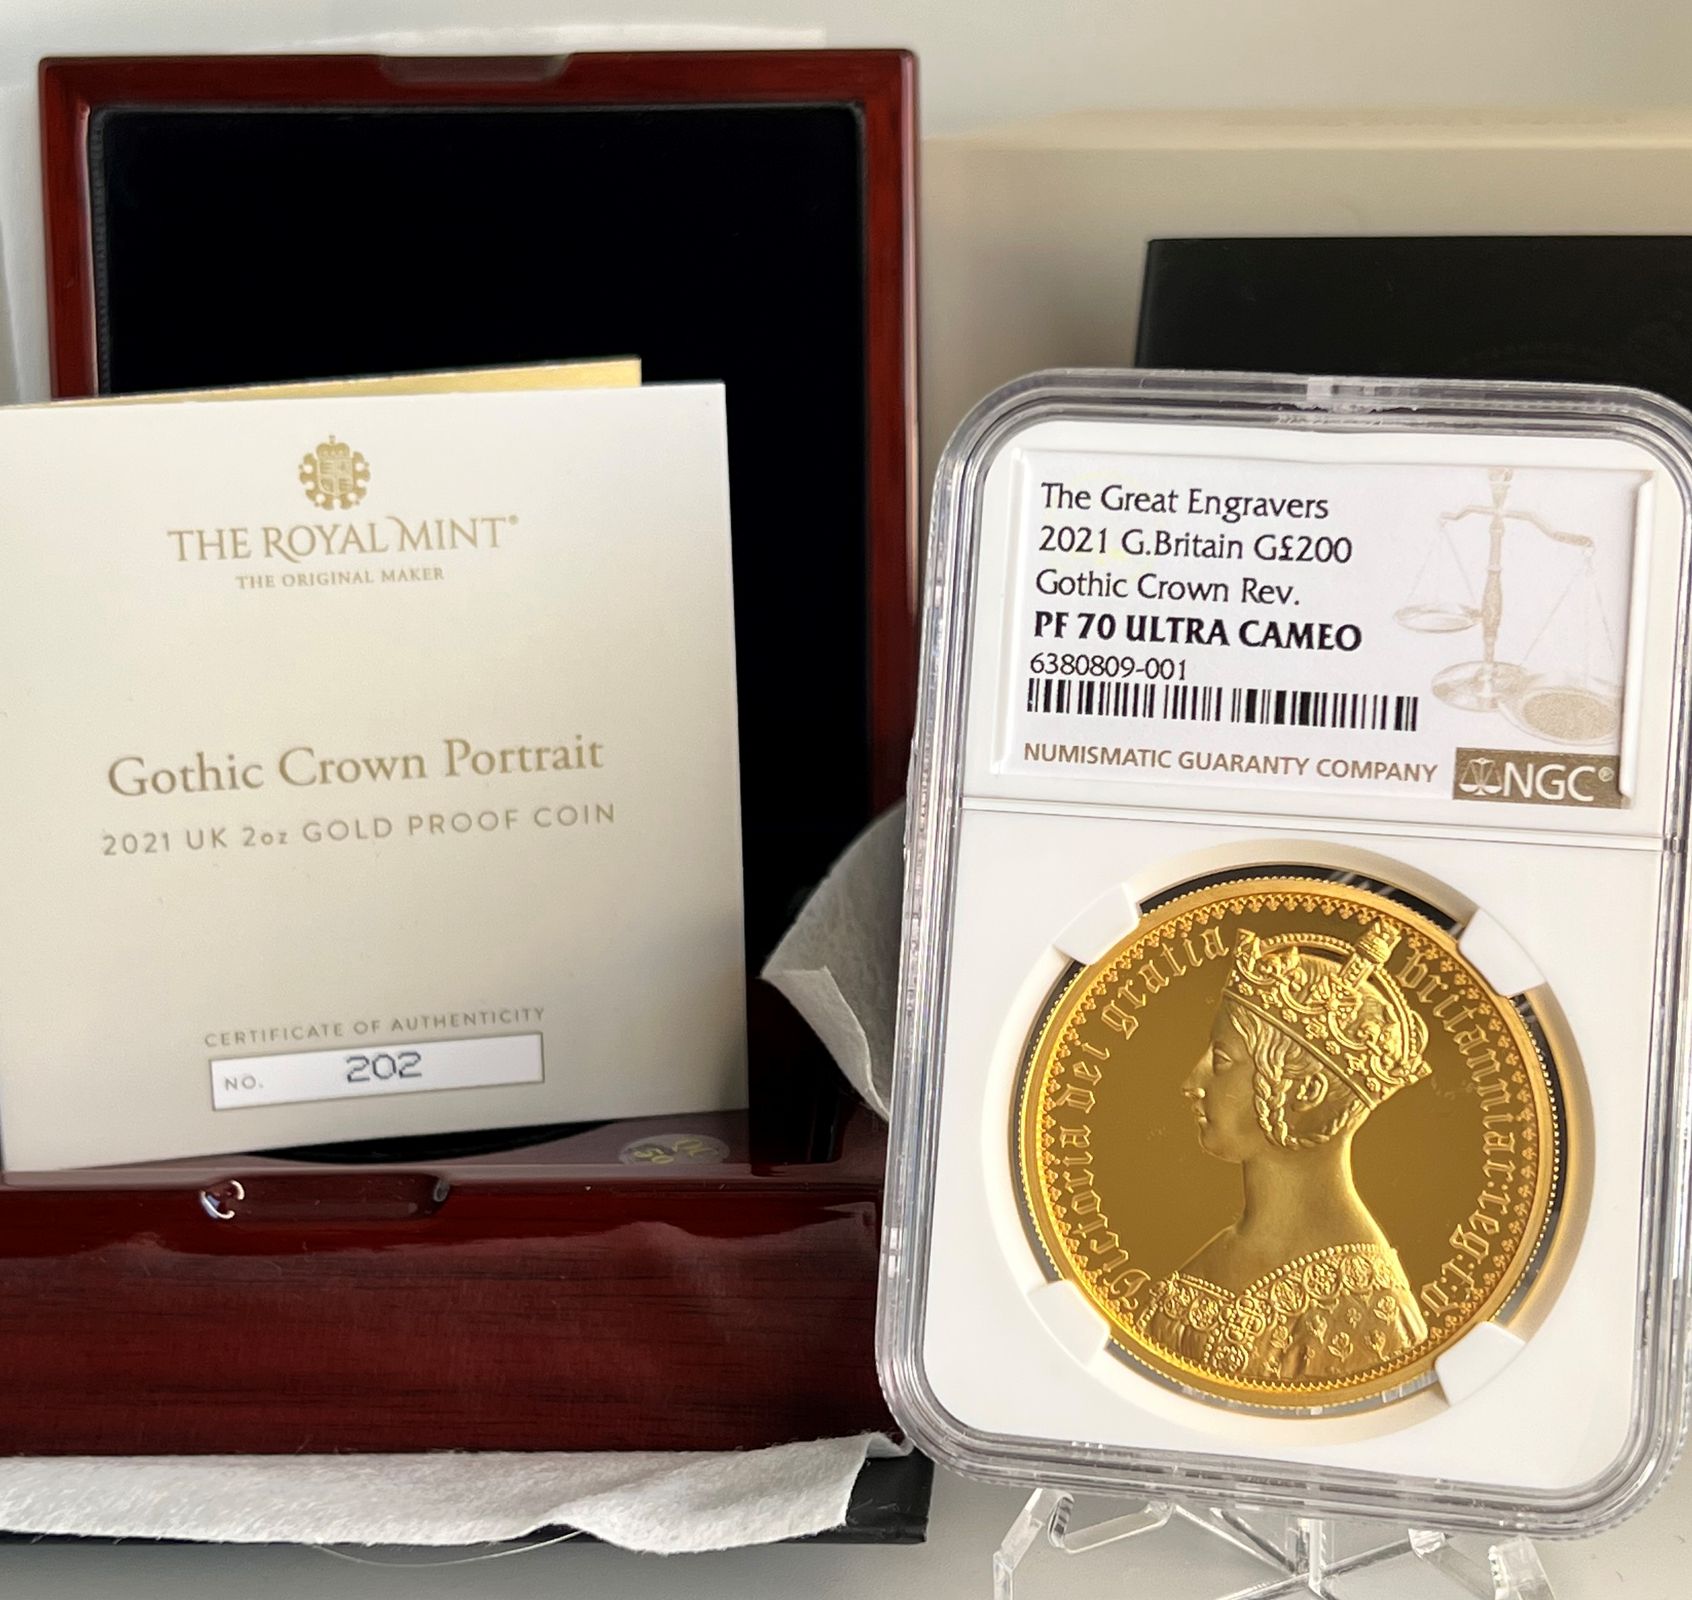 THE ROYAL MINT®
THE ORIGINAL MAKER
Gothic Crown Portrait
2021 UK 2oz GOLD PROOF COIN
CERTIFICATE OF AUTHENTICITY
NO. 202
The Great Engravers
2021 G.Britain G£200
Gothic Crown Rev.
PF 70 ULTRA CAMEO
6380809-001
NUMISMATIC GUARANTY COMPANY
NGC®
Victoria dei gratia britanniar: reg: fd